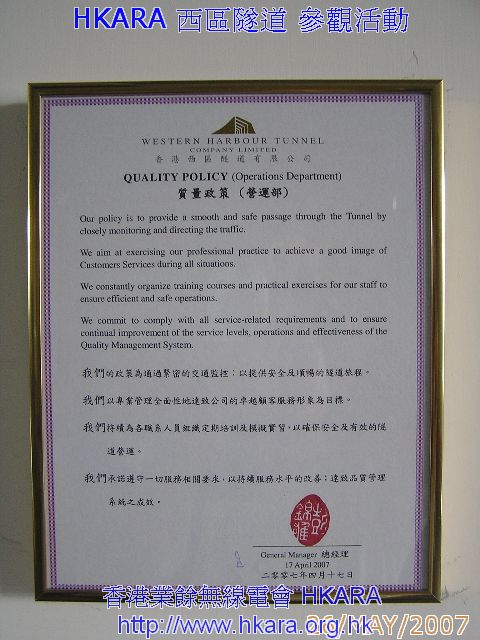 HKARA 西區隧道 參觀活動
WESTERN HARBOUR TUNNEL
COMPANY LIMITED
香港西區隧道有限公司
QUALITY POLICY (Operations Department)
質量政策（營運部）
Our policy is to provide a smooth and safe passage through the Tunnel by
closely monitoring and directing the traffic.
We aim at exercising our professional practice to achieve a good image of
Customers Services during all situations.
We constantly organize training courses and practical exercises for our staff to
ensure efficient and safe operations.
We commit to comply with all service-related requirements and to ensure
continual improvement of the service levels, operations and effectiveness of the
Quality Management System.
我們的政策為通過緊密的交通監控；以提供安全及順暢的隧道旅程。
我們以專業管理全面性地達致公司的卓越顧客服務形象為目標。
我們持續為各職系人員組織定期培訓及模擬實習，以確保安全及有效的隧
道營運。
我們承諾遵守一切服務相關要求，以持續服務水平的改善；達致品質管理
系統之成效。
General Manager 總經理
17 April 2007
二零零七年四月十七日
香港業餘無線電會 HKARA
MAY/2007
http://www.hkara.org.hk